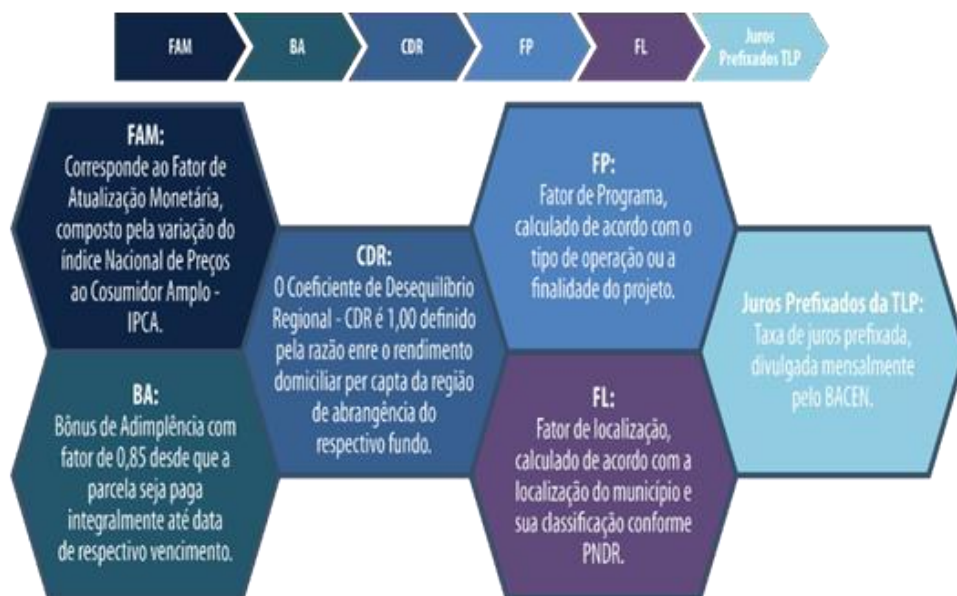 FAM
BA
CDR
FP
FL
Juros
Prefixados TLP
FAM:
Corresponde ao Fator de
Atualização Monetária,
composto pela variação do
índice Nacional de Preços
ao Cosumidor Amplo -
IPCA.
BA:
Bônus de Adimplência com
fator de 0,85 desde que a
parcela seja paga
integralmente até data
de respectivo vencimento.
CDR:
O Coeficiente de Desequilíbrio
Regional - CDR é 1,00 definido
pela razão enre o rendimento
domiciliar per capta da região
de abrangência do
respectivo fundo.
FP:
Fator de Programa,
calculado de acordo com o
tipo de operação ou a
finalidade do projeto.
FL:
Fator de localização,
calculado de acordo com a
localização do município e
sua classificação conforme
PNDR.
Juros Prefixados da TLP:
Taxa de juros prefixada,
divulgada mensalmente
pelo BACEN.